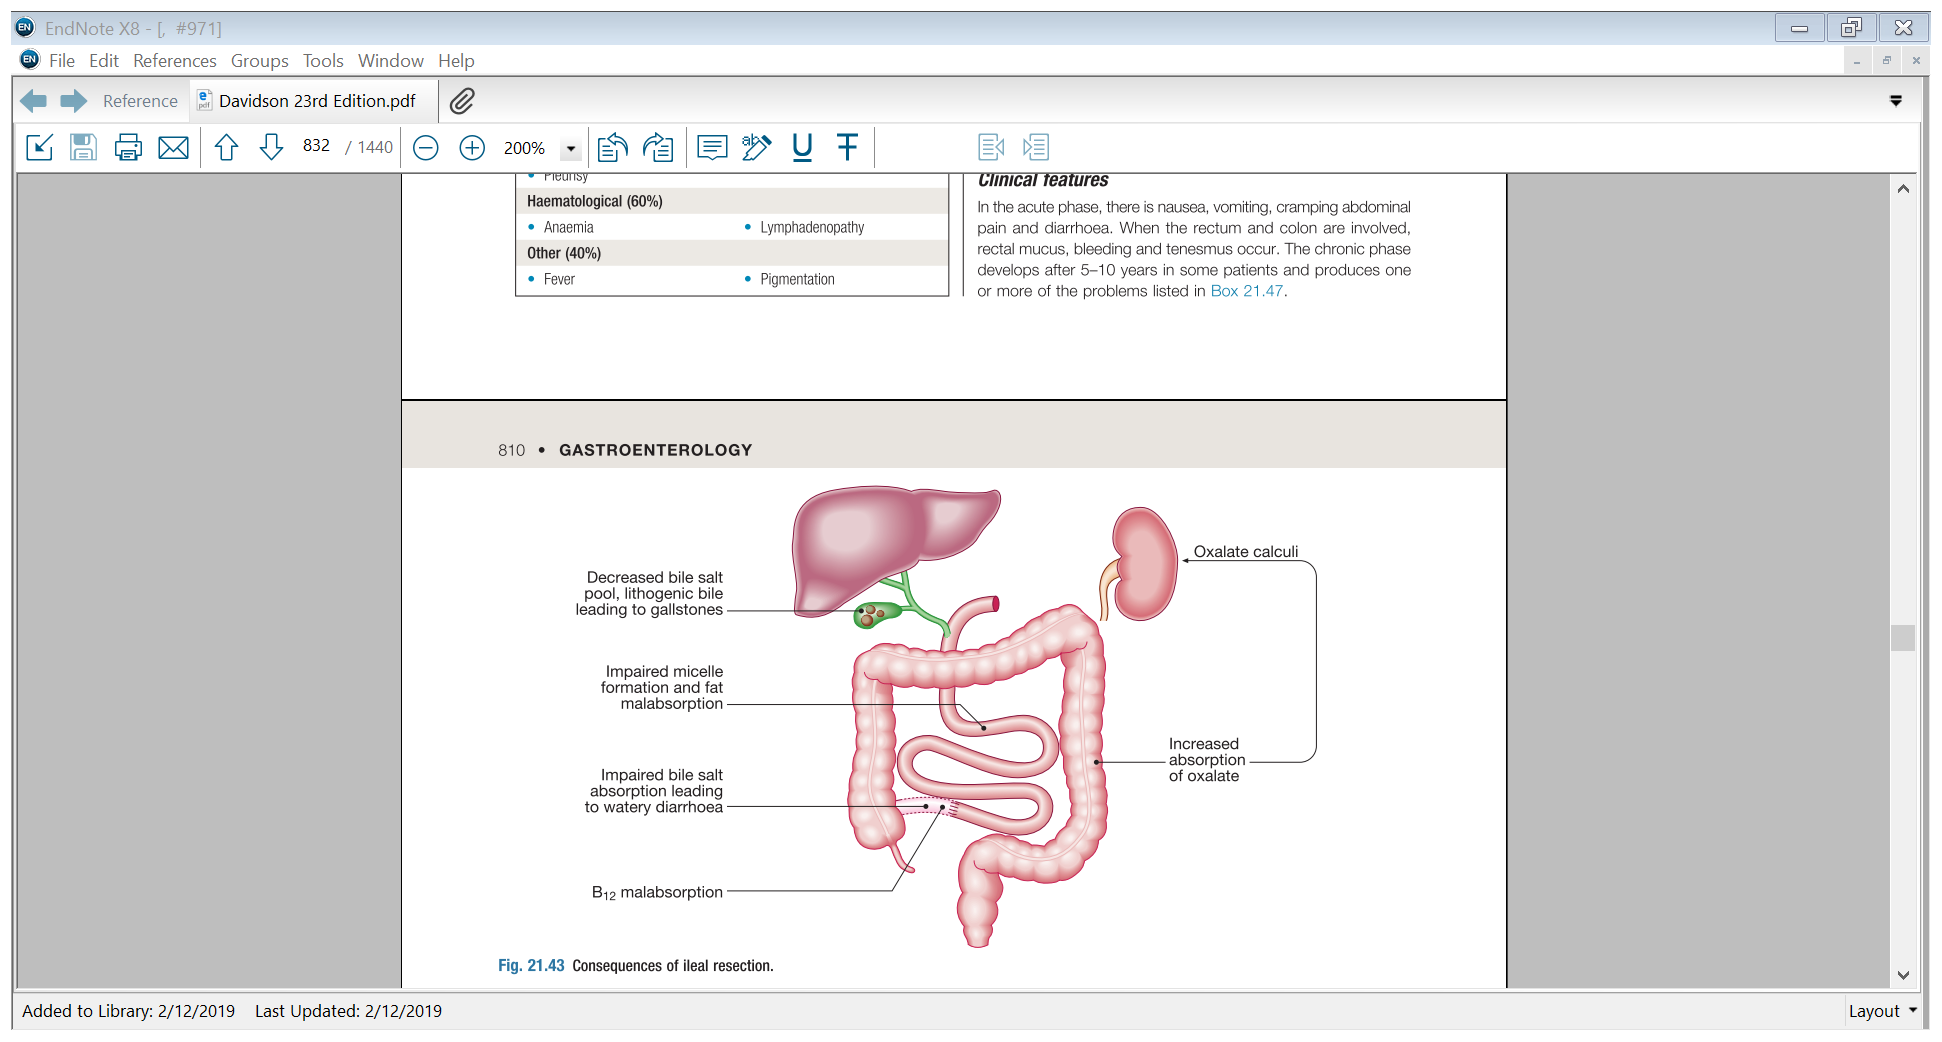 EndNote X8 - [, #971]
File Edit References Groups Tools Window Help
Reference Davidson 23rd Edition.pdf
832 / 1440 200%
• Pleurisy
Haematological (60%)
• Anaemia • Lymphadenopathy
Other (40%)
• Fever • Pigmentation
Clinical features
In the acute phase, there is nausea, vomiting, cramping abdominal
pain and diarrhoea. When the rectum and colon are involved,
rectal mucus, bleeding and tenesmus occur. The chronic phase
develops after 5–10 years in some patients and produces one
or more of the problems listed in Box 21.47.
810 • GASTROENTEROLOGY
Decreased bile salt
pool, lithogenic bile
leading to gallstones
Impaired micelle
formation and fat
malabsorption
Impaired bile salt
absorption leading
to watery diarrhoea
B12 malabsorption
Oxalate calculi
Increased
absorption
of oxalate
Fig. 21.43 Consequences of ileal resection.
Added to Library: 2/12/2019 Last Updated: 2/12/2019
Layout